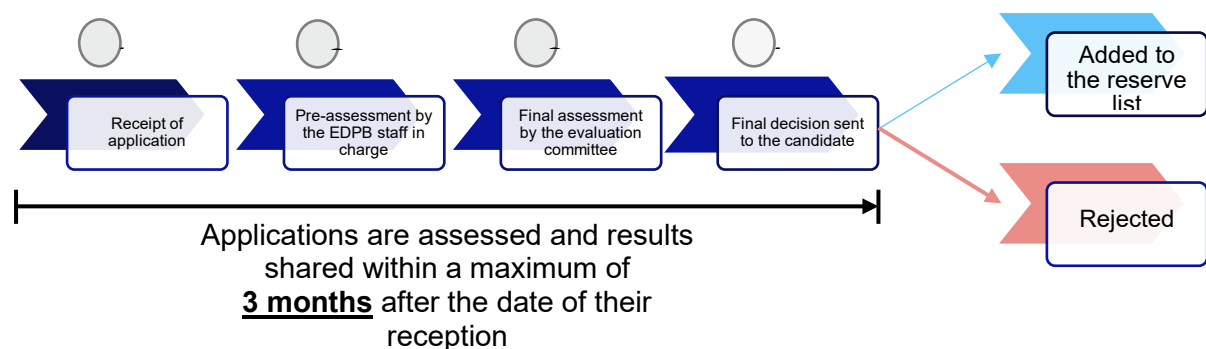 Receipt of
application
Pre-assessment by
the EDPB staff in
charge
Final assessment
by the evaluation
committee
Final decision sent
to the candidate
Added to
the reserve
list
Rejected
Applications are assessed and results
shared within a maximum of
3 months after the date of their
reception